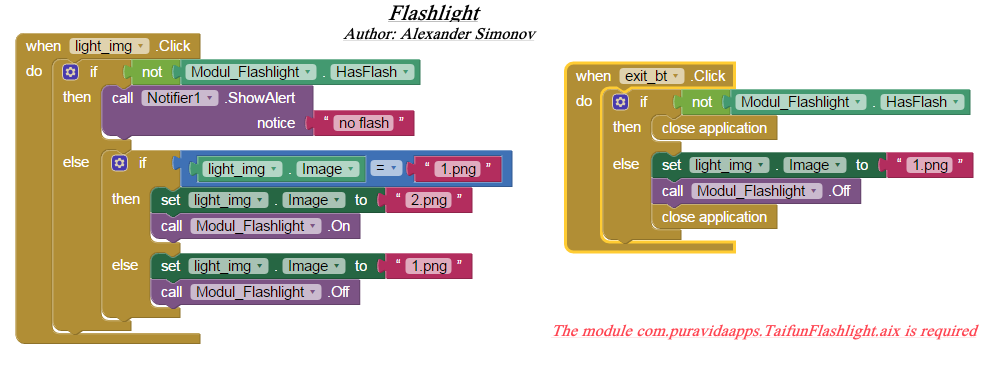 Flashlight
Author: Alexander Simonov
when light_img .Click
do if not Modul_Flashlight . HasFlash
then call Notifier1 .ShowAlert
notice “ no flash ”
else if light_img . Image = “ 1.png ”
then set light_img . Image to “ 2.png ”
call Modul_Flashlight .On
else set light_img . Image to “ 1.png ”
call Modul_Flashlight .Off
when exit_bt .Click
do if not Modul_Flashlight . HasFlash
then close application
else set light_img . Image to “ 1.png ”
call Modul_Flashlight .Off
close application
The module com.puravidaapps.TaifunFlashlight.aix is required